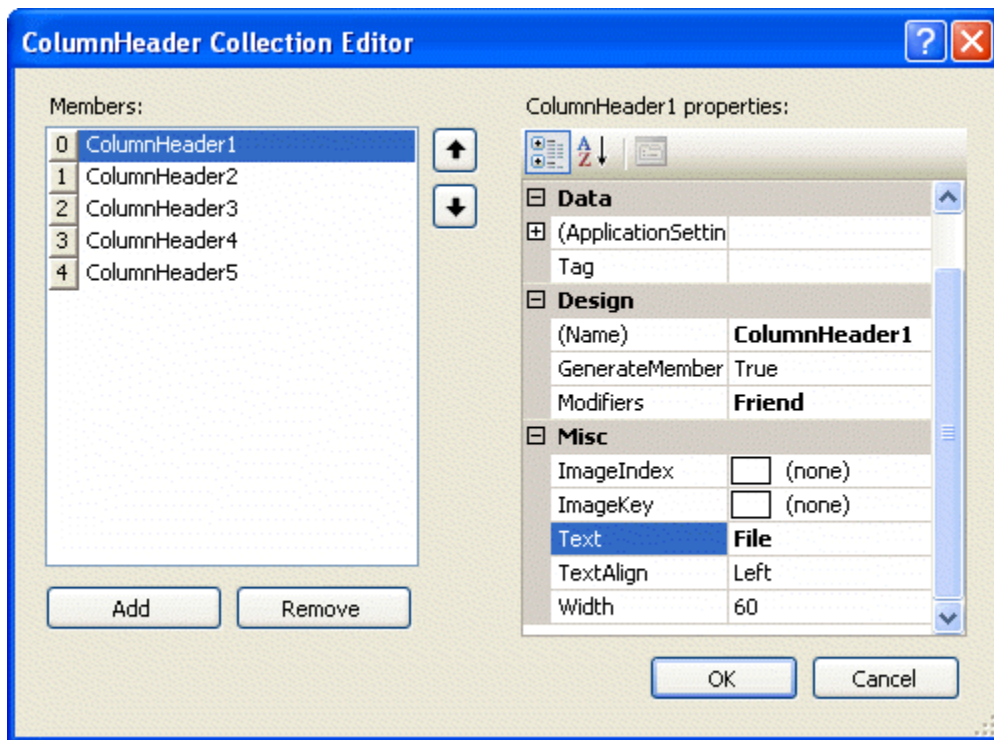 ColumnHeader Collection Editor
Members:
0 ColumnHeader1
1 ColumnHeader2
2 ColumnHeader3
3 ColumnHeader4
4 ColumnHeader5
Add Remove
ColumnHeader1 properties:
Data
(ApplicationSettin
Tag
Design
(Name) ColumnHeader1
GenerateMember True
Modifiers Friend
Misc
ImageIndex (none)
ImageKey (none)
Text File
TextAlign Left
Width 60
OK Cancel